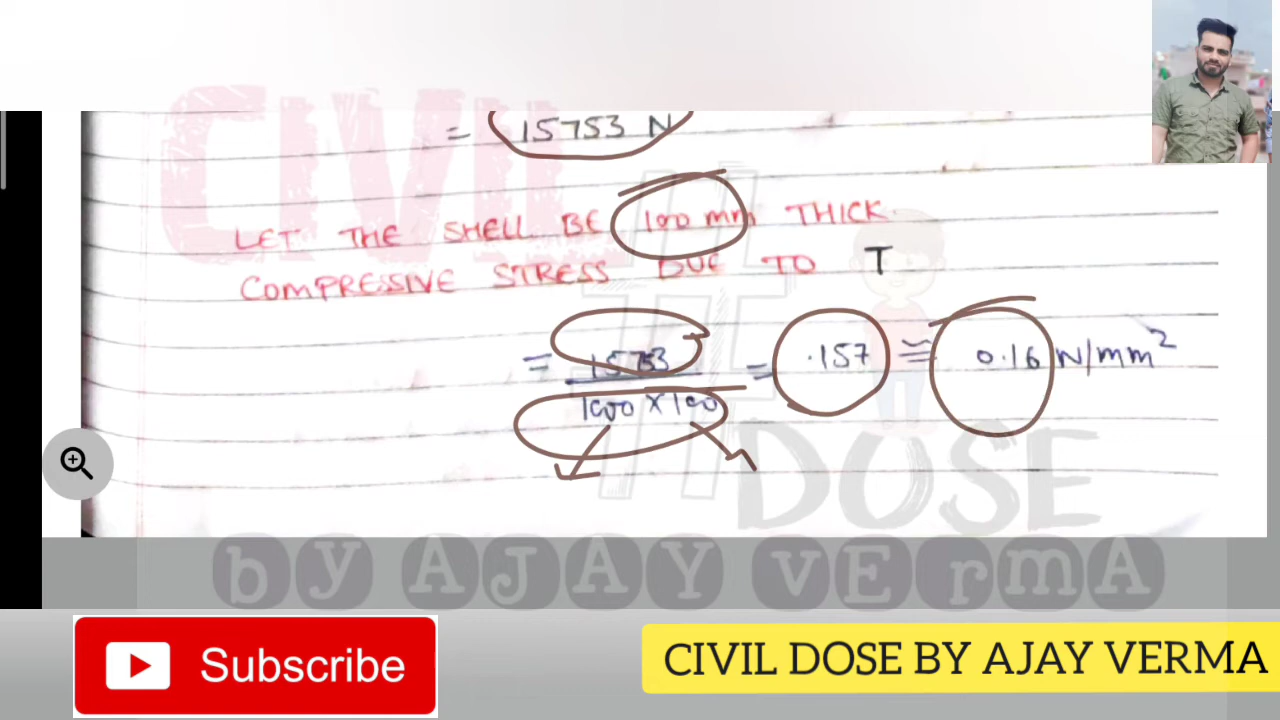 = 15753 N
LET THE SHELL BE 100 mm THICK.
COMPRESSIVE STRESS DUE TO T
= 15753 / 1000 X 100 = .157 ≅ 0.16 N/mm²
CIVIL
DOSE
by AJAY VErmA
Subscribe
CIVIL DOSE BY AJAY VERMA